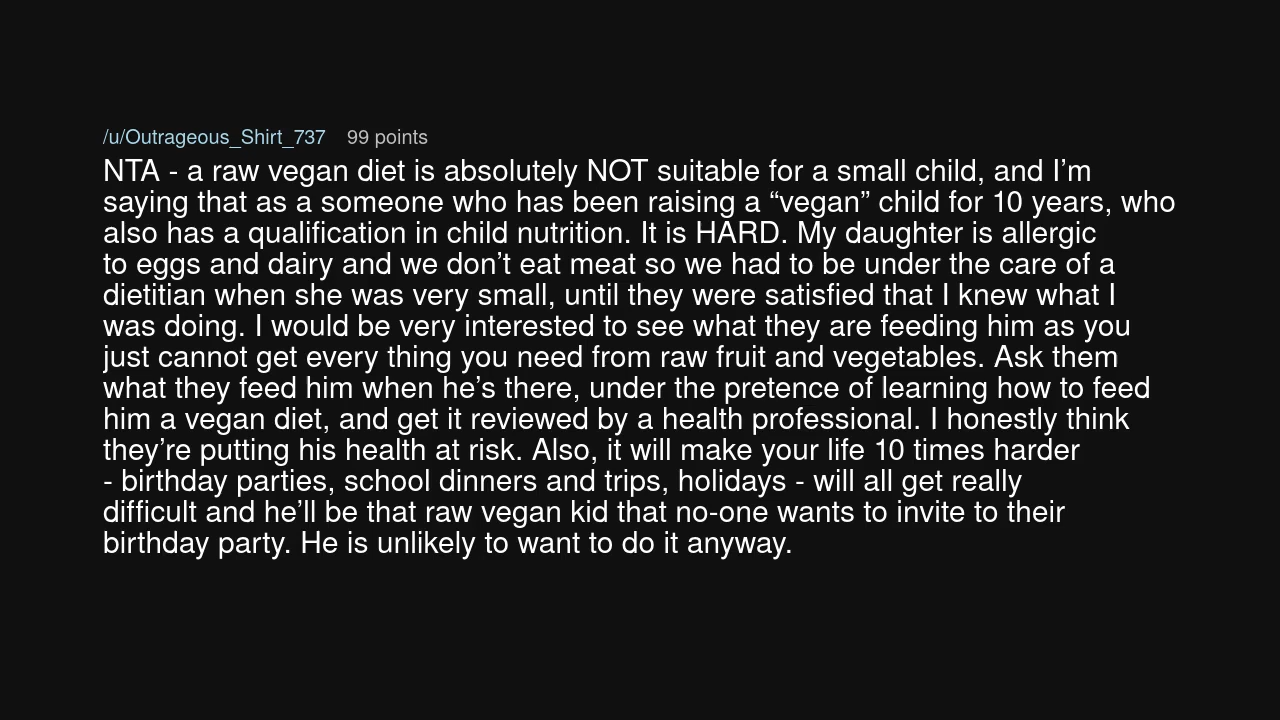 /u/Outrageous_Shirt_737 99 points
NTA - a raw vegan diet is absolutely NOT suitable for a small child, and I’m
saying that as a someone who has been raising a “vegan” child for 10 years, who
also has a qualification in child nutrition. It is HARD. My daughter is allergic
to eggs and dairy and we don’t eat meat so we had to be under the care of a
dietitian when she was very small, until they were satisfied that I knew what I
was doing. I would be very interested to see what they are feeding him as you
just cannot get every thing you need from raw fruit and vegetables. Ask them
what they feed him when he’s there, under the pretence of learning how to feed
him a vegan diet, and get it reviewed by a health professional. I honestly think
they’re putting his health at risk. Also, it will make your life 10 times harder
- birthday parties, school dinners and trips, holidays - will all get really
difficult and he’ll be that raw vegan kid that no-one wants to invite to their
birthday party. He is unlikely to want to do it anyway.